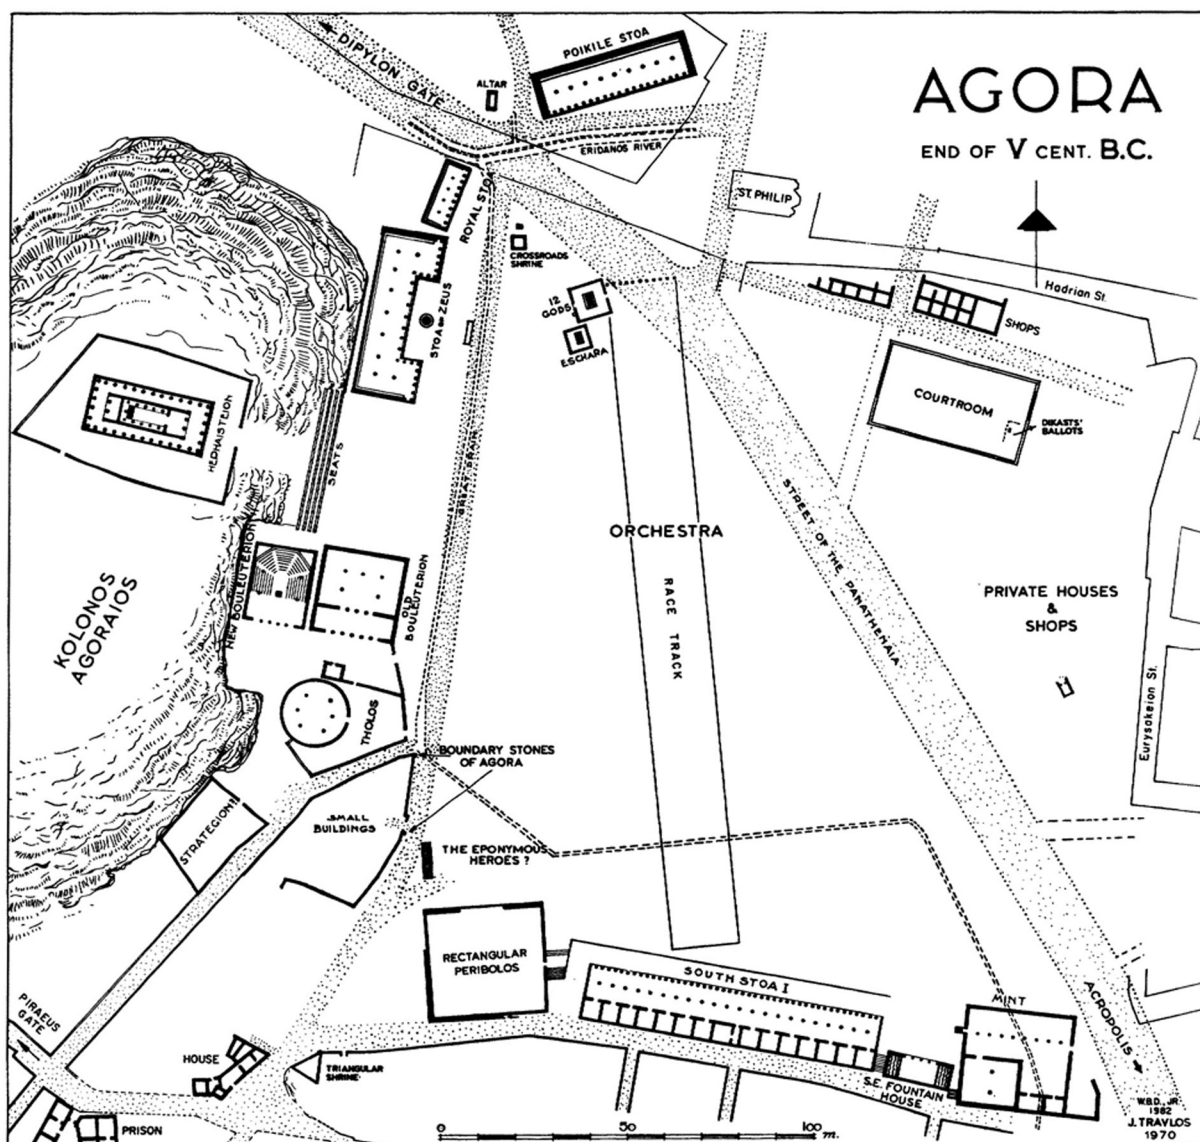 AGORA
END OF V CENT. B.C.
DIPYLON GATE
POIKILE STOA
ALTAR
ERIDANOS RIVER
ROYAL STOA
CROSSROADS
SHRINE
ST. PHILIP
Hadrian St.
12
GODS
ESCHARA
STOA OF ZEUS
SHOPS
COURTROOM
DIKASTS'
BALLOTS
HEPHAISTEION
SEATS
GREAT DRAIN
ORCHESTRA
RACE TRACK
STREET OF THE PANATHENAIA
KOLONOS
AGORAIOS
NEW BOULEUTERION
OLD
BOULEUTERION
PRIVATE HOUSES
&
SHOPS
Eurysakeion St.
THOLOS
BOUNDARY STONES
OF AGORA
STRATEGION
SMALL
BUILDINGS
THE EPONYMOUS
HEROES ?
RECTANGULAR
PERIBOLOS
SOUTH STOA I
MINT
ACROPOLIS
PIRAEUS
GATE
HOUSE
TRIANGULAR
SHRINE
S.E. FOUNTAIN
HOUSE
PRISON
0 50 100 m.
W.B.D., JR.
1982
J. TRAVLOS
1970